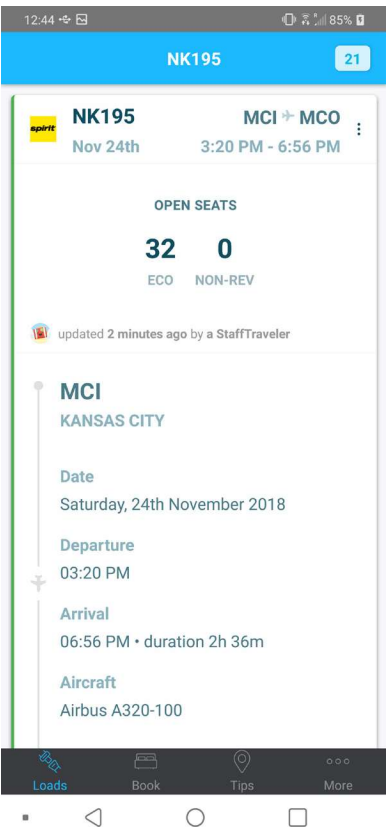 12:44 85%
NK195 21
spirit NK195 MCI MCO
Nov 24th 3:20 PM - 6:56 PM
OPEN SEATS
32 0
ECO NON-REV
updated 2 minutes ago by a StaffTraveler
MCI
KANSAS CITY
Date
Saturday, 24th November 2018
Departure
03:20 PM
Arrival
06:56 PM • duration 2h 36m
Aircraft
Airbus A320-100
Loads Book Tips More